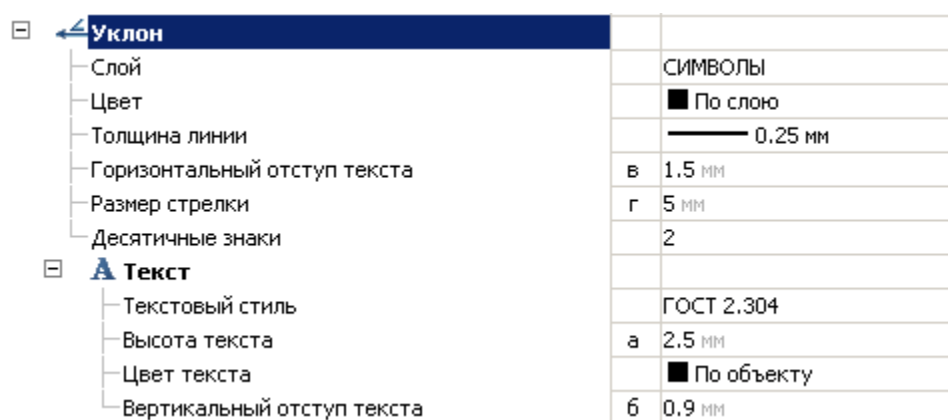 Уклон
Слой СИМВОЛЫ
Цвет По слою
Толщина линии 0.25 мм
Горизонтальный отступ текста в 1.5 мм
Размер стрелки г 5 мм
Десятичные знаки 2
А Текст
Текстовый стиль ГОСТ 2.304
Высота текста а 2.5 мм
Цвет текста По объекту
Вертикальный отступ текста б 0.9 мм